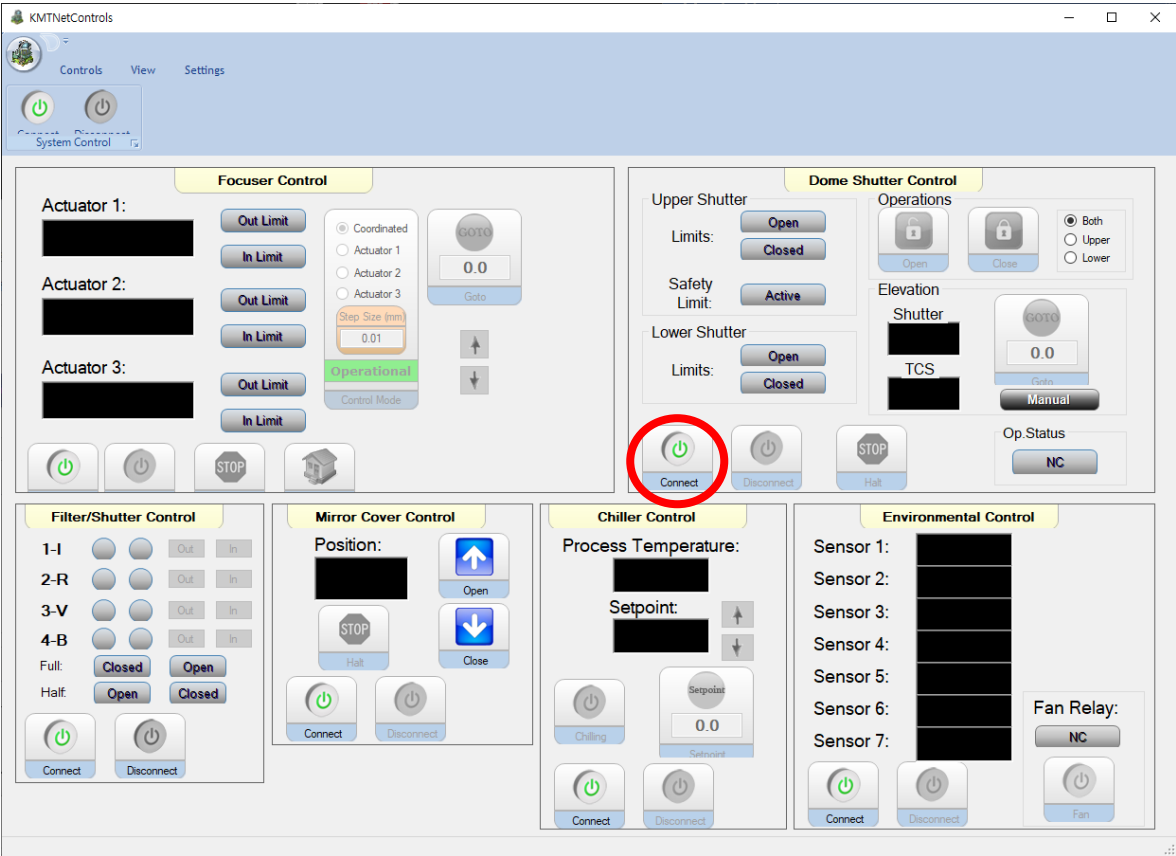 KMTNetControls
Controls View Settings
Connect Disconnect
System Control
Focuser Control
Actuator 1:
Out Limit
In Limit
Actuator 2:
Out Limit
In Limit
Actuator 3:
Out Limit
In Limit
Coordinated
Actuator 1
Actuator 2
Actuator 3
Step Size (mm)
0.01
Operational
Control Mode
GOTO
0.0
Goto
STOP
Dome Shutter Control
Upper Shutter
Limits:
Open
Closed
Safety
Limit:
Active
Lower Shutter
Limits:
Open
Closed
Operations
Open
Close
Both
Upper
Lower
Elevation
Shutter
TCS
GOTO
0.0
Goto
Manual
Connect
Disconnect
STOP
Halt
Op.Status
NC
Filter/Shutter Control
1-I Out In
2-R Out In
3-V Out In
4-B Out In
Full: Closed Open
Half: Open Closed
Connect Disconnect
Mirror Cover Control
Position:
Open
STOP
Halt
Close
Connect Disconnect
Chiller Control
Process Temperature:
Setpoint:
Chilling
Setpoint
0.0
Setpoint
Connect Disconnect
Environmental Control
Sensor 1:
Sensor 2:
Sensor 3:
Sensor 4:
Sensor 5:
Sensor 6:
Sensor 7:
Fan Relay:
NC
Fan
Connect Disconnect